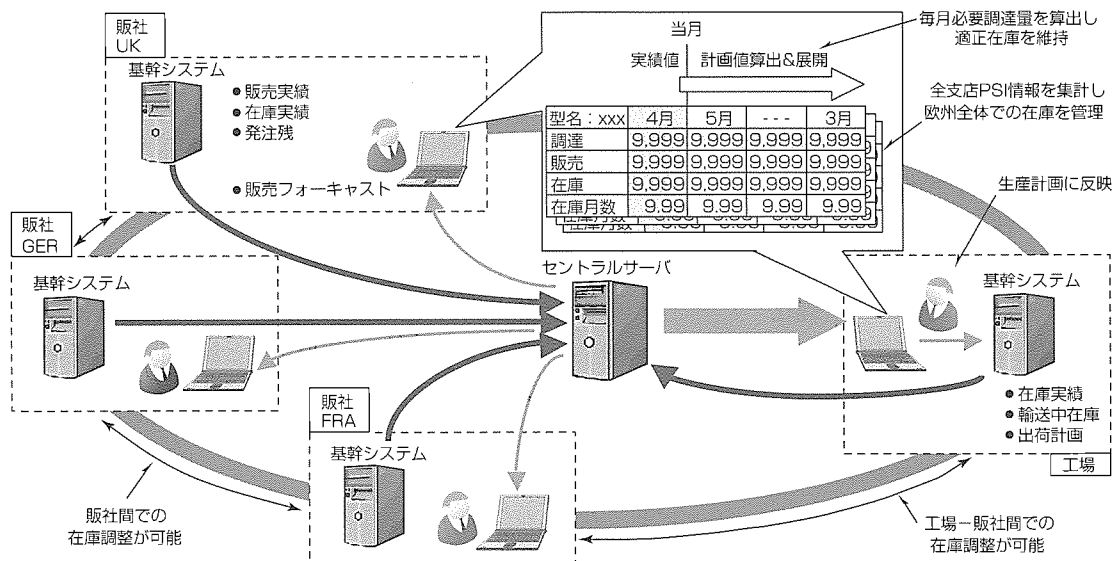 販社
UK
基幹システム
● 販売実績
● 在庫実績
● 発注残
● 販売フォーキャスト
当月
実績値 計画値算出&展開
型名：xxx 4月 5月 - - - 3月
調達 9,999 9,999 9,999 9,999
販売 9,999 9,999 9,999 9,999
在庫 9,999 9,999 9,999 9,999
在庫月数 9.99 9.99 9.99 9.99
毎月必要調達量を算出し
適正在庫を維持
全支店PSI情報を集計し
欧州全体での在庫を管理
生産計画に反映
販社
GER
基幹システム
セントラルサーバ
基幹システム
● 在庫実績
● 輸送中在庫
● 出荷計画
工場
販社
FRA
基幹システム
販社間での
在庫調整が可能
工場－販社間での
在庫調整が可能